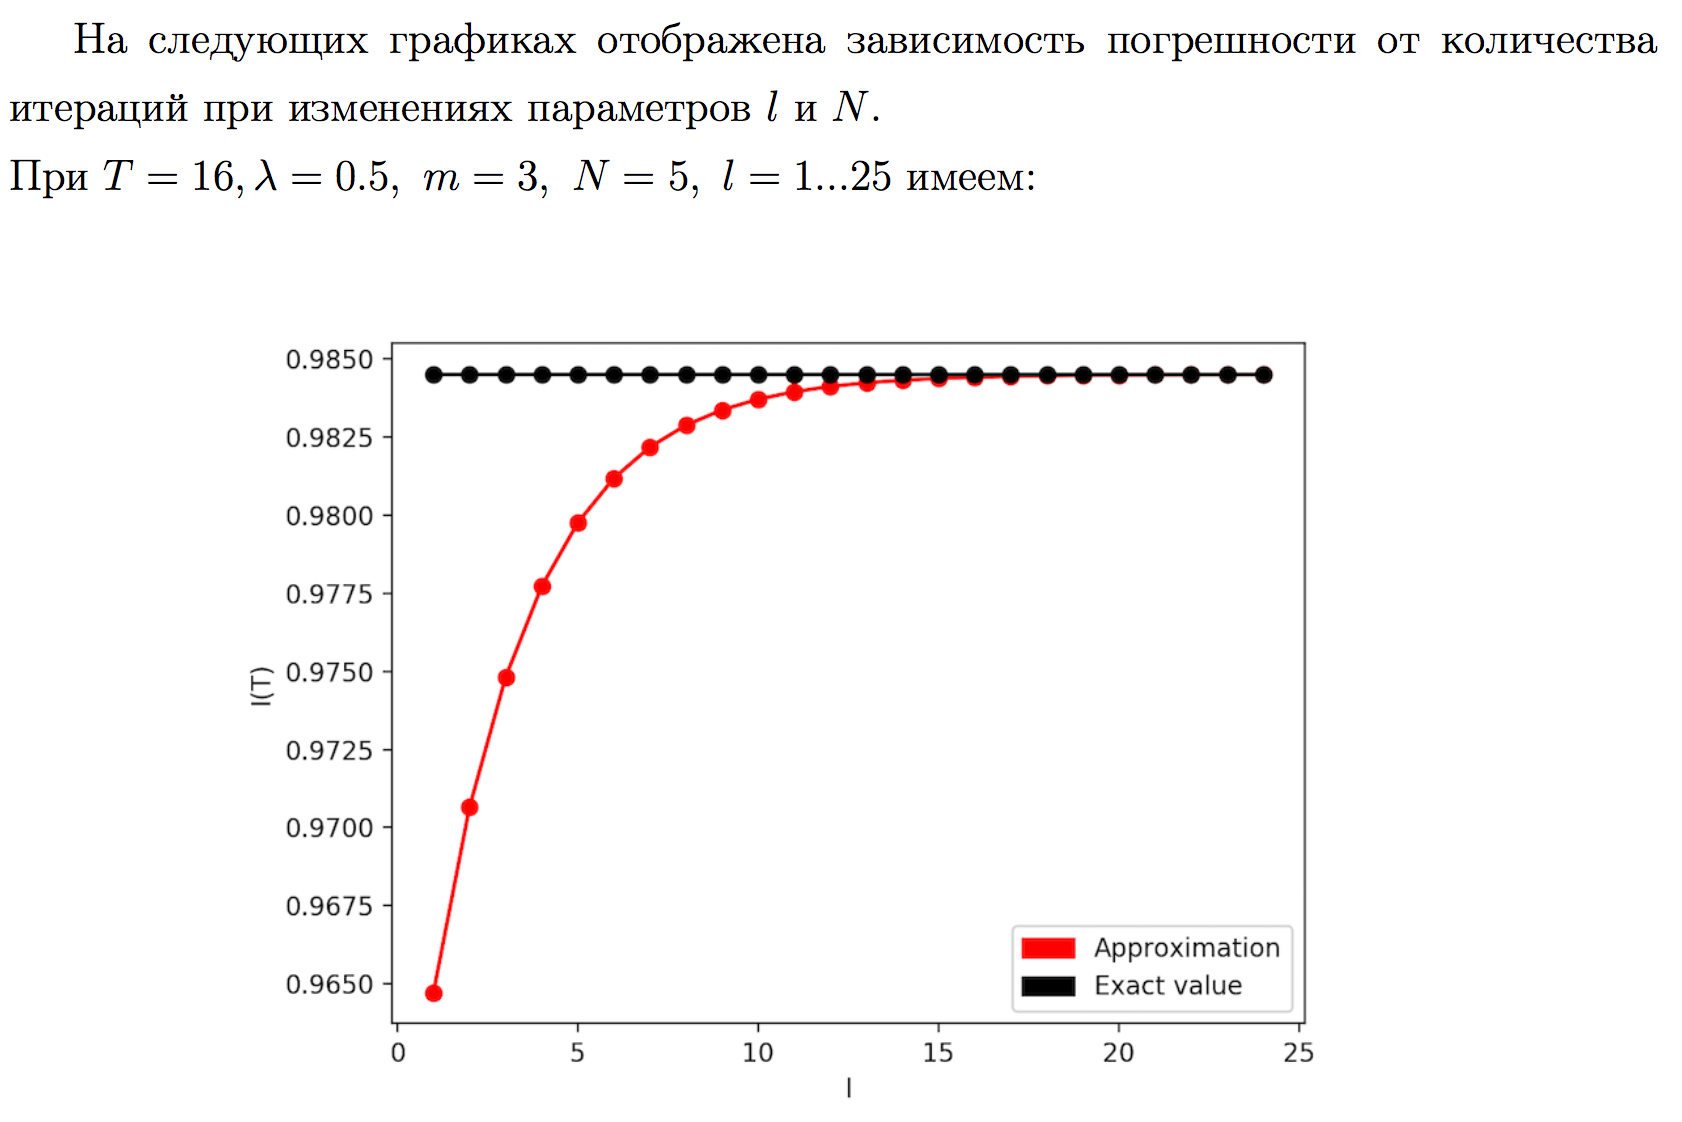 На следующих графиках отображена зависимость погрешности от количества
итераций при изменениях параметров l и N.
При T = 16, λ = 0.5, m = 3, N = 5, l = 1...25 имеем:
0.9850
0.9825
0.9800
0.9775
0.9750
0.9725
0.9700
0.9675
0.9650
I(T)
Approximation
Exact value
0 5 10 15 20 25
l